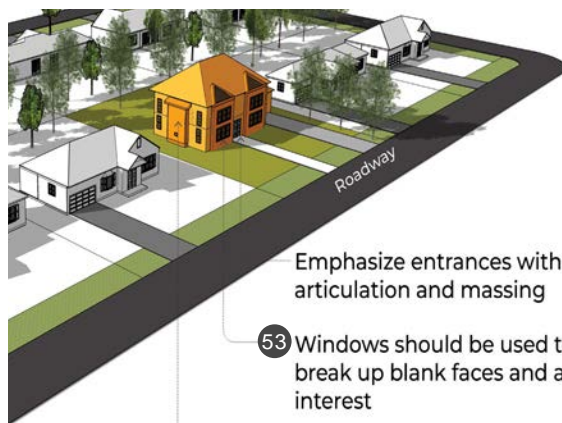 Roadway
Emphasize entrances with
articulation and massing
53 Windows should be used
break up blank faces and
interest